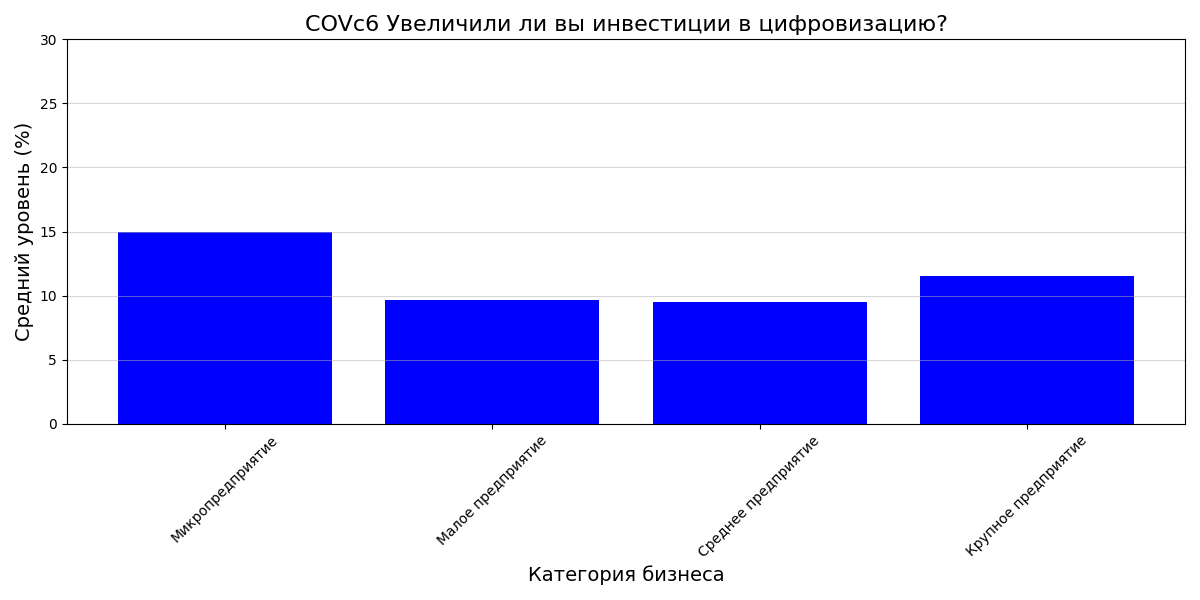 COVc6 Увеличили ли вы инвестиции в цифровизацию?
Средний уровень (%)
30
25
20
15
10
5
0
Микропредприятие
Малое предприятие
Среднее предприятие
Крупное предприятие
Категория бизнеса